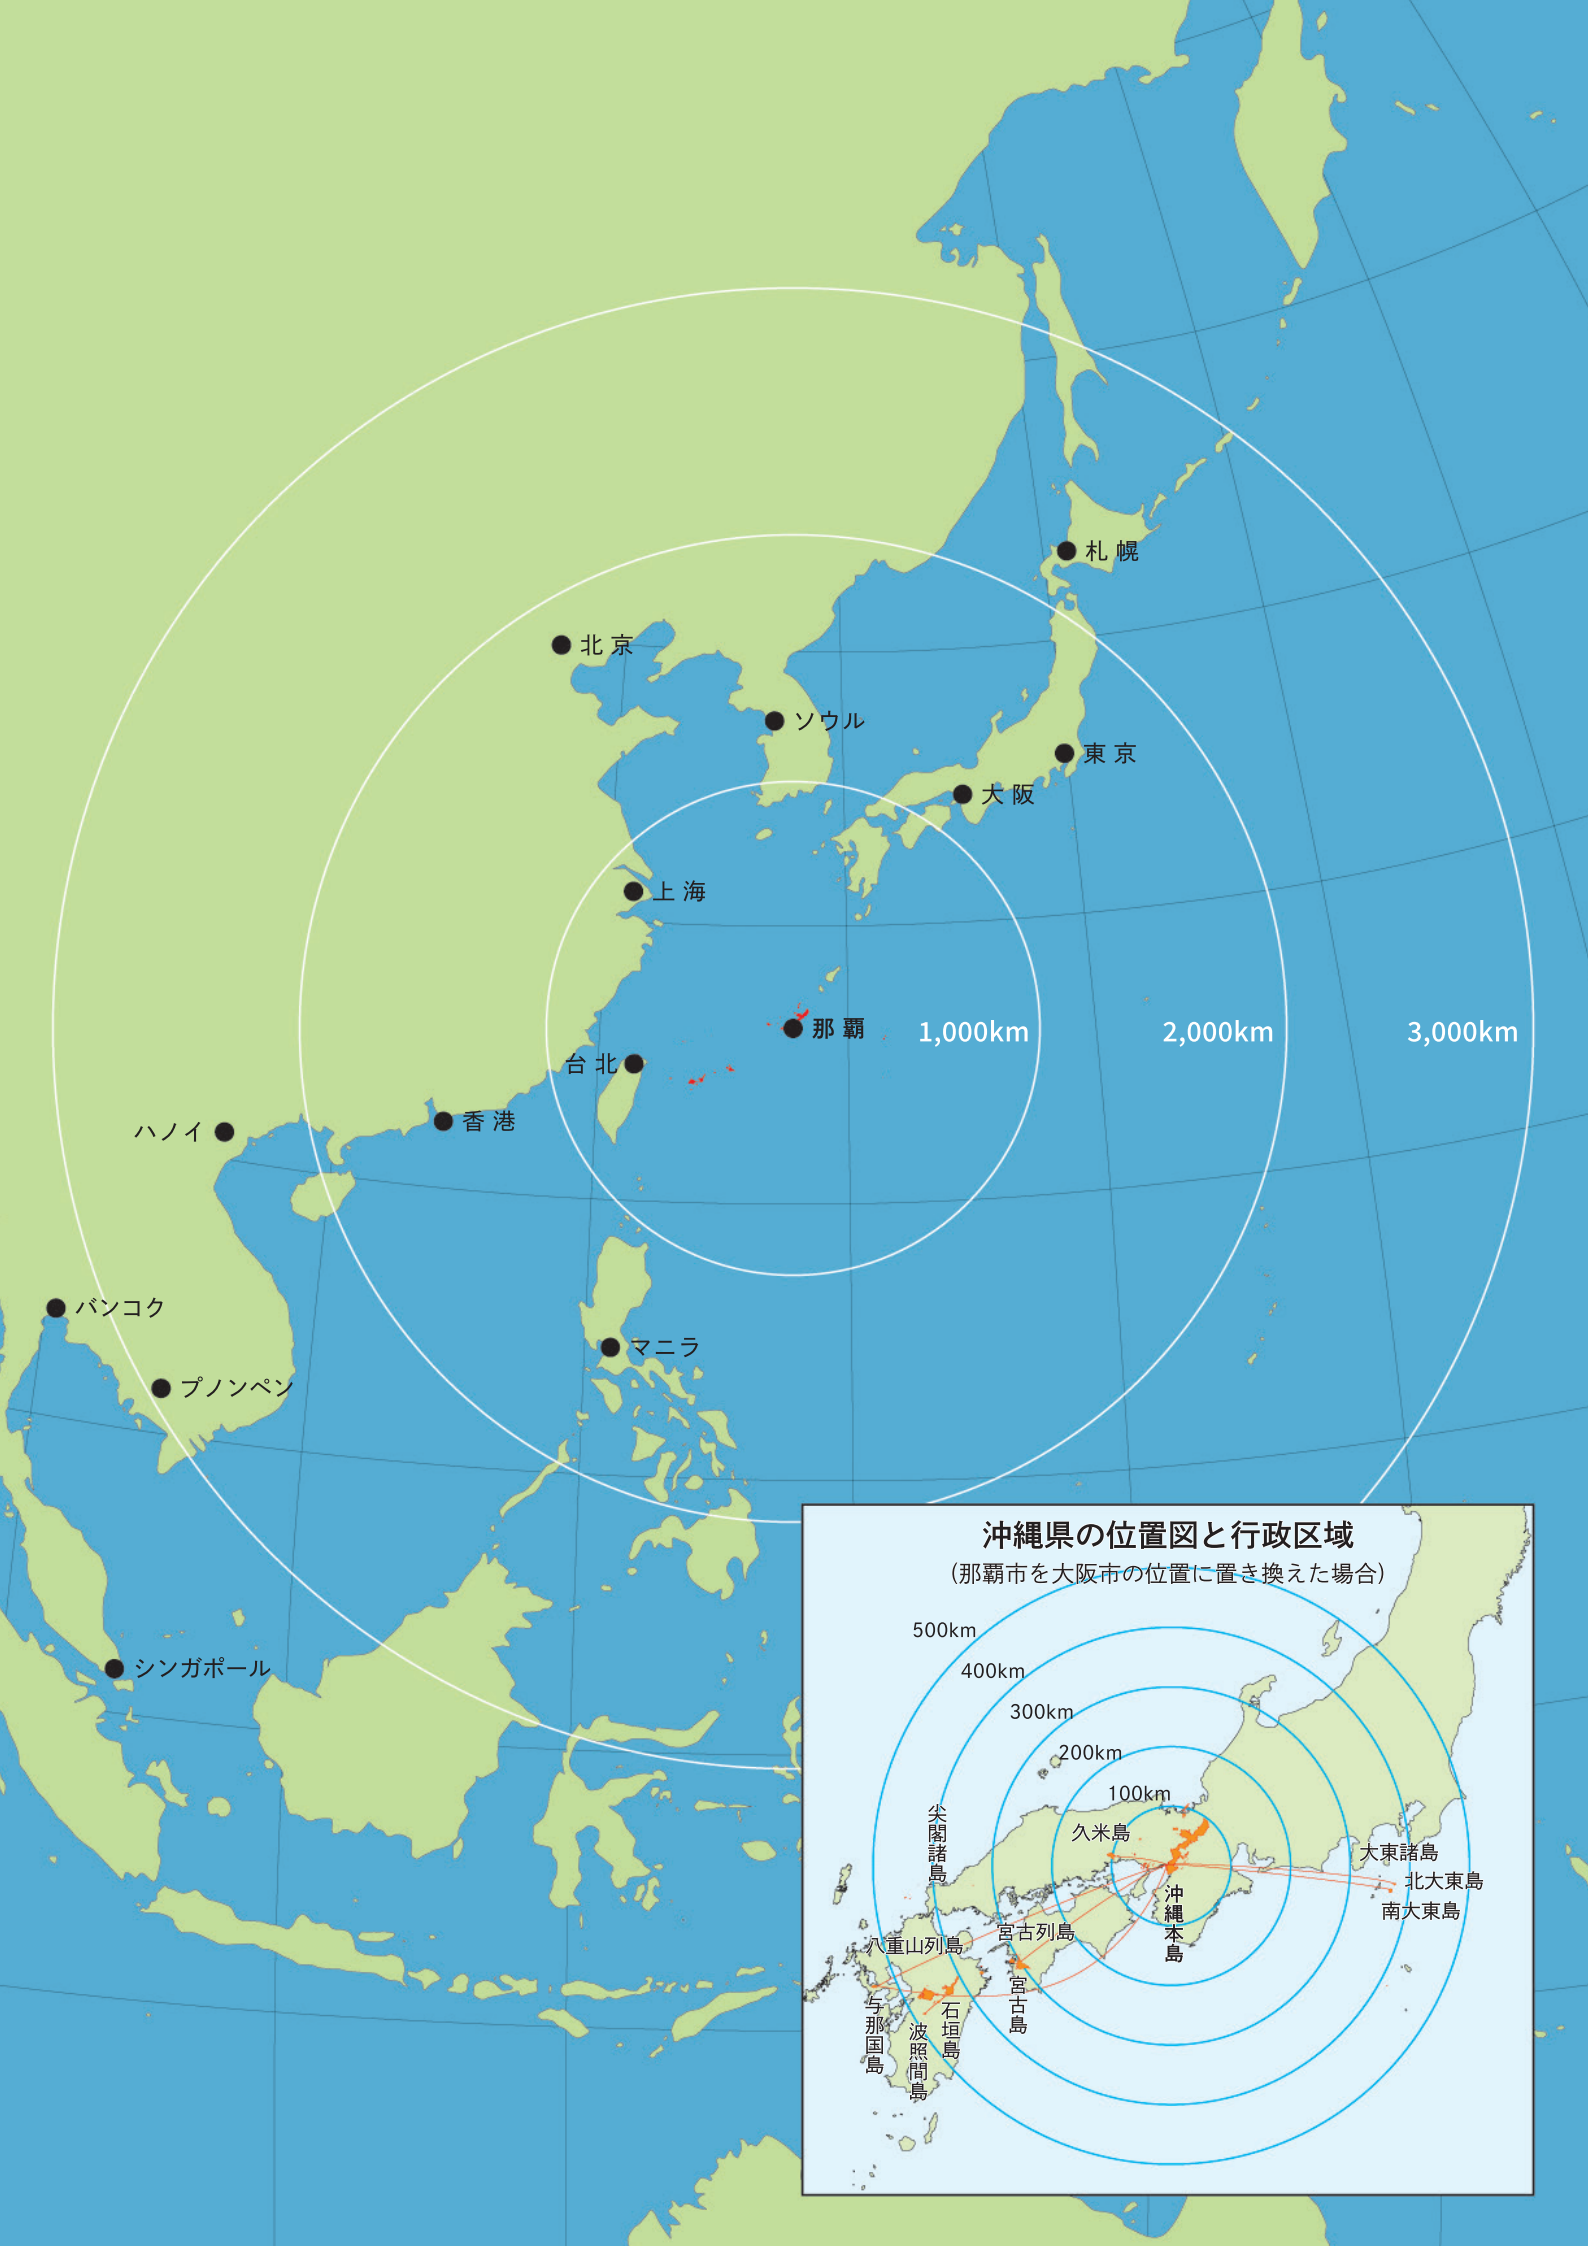 札幌
北京
ソウル
東京
大阪
上海
那覇
1,000km
2,000km
3,000km
台北
香港
ハノイ
バンコク
マニラ
プノンペン
シンガポール
沖縄県の位置図と行政区域
(那覇市を大阪市の位置に置き換えた場合)
500km
400km
300km
200km
100km
尖閣諸島
久米島
大東諸島
北大東島
南大東島
沖縄本島
宮古列島
八重山列島
宮古島
石垣島
与那国島
波照間島